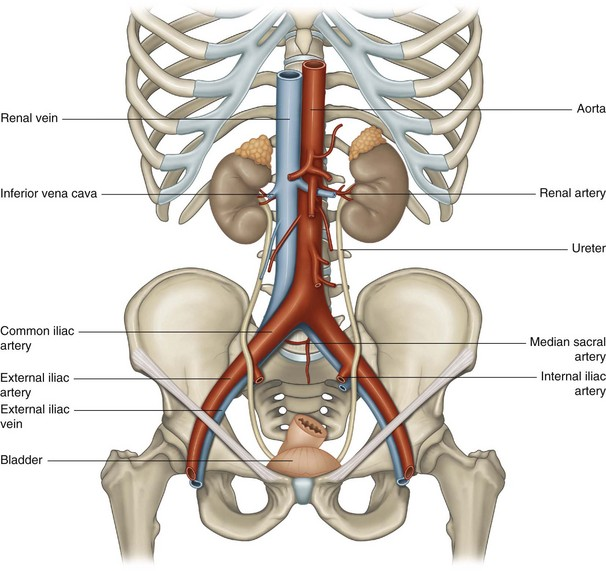 Renal vein
Aorta
Inferior vena cava
Renal artery
Ureter
Common iliac
artery
Median sacral
artery
External iliac
artery
Internal iliac
artery
External iliac
vein
Bladder